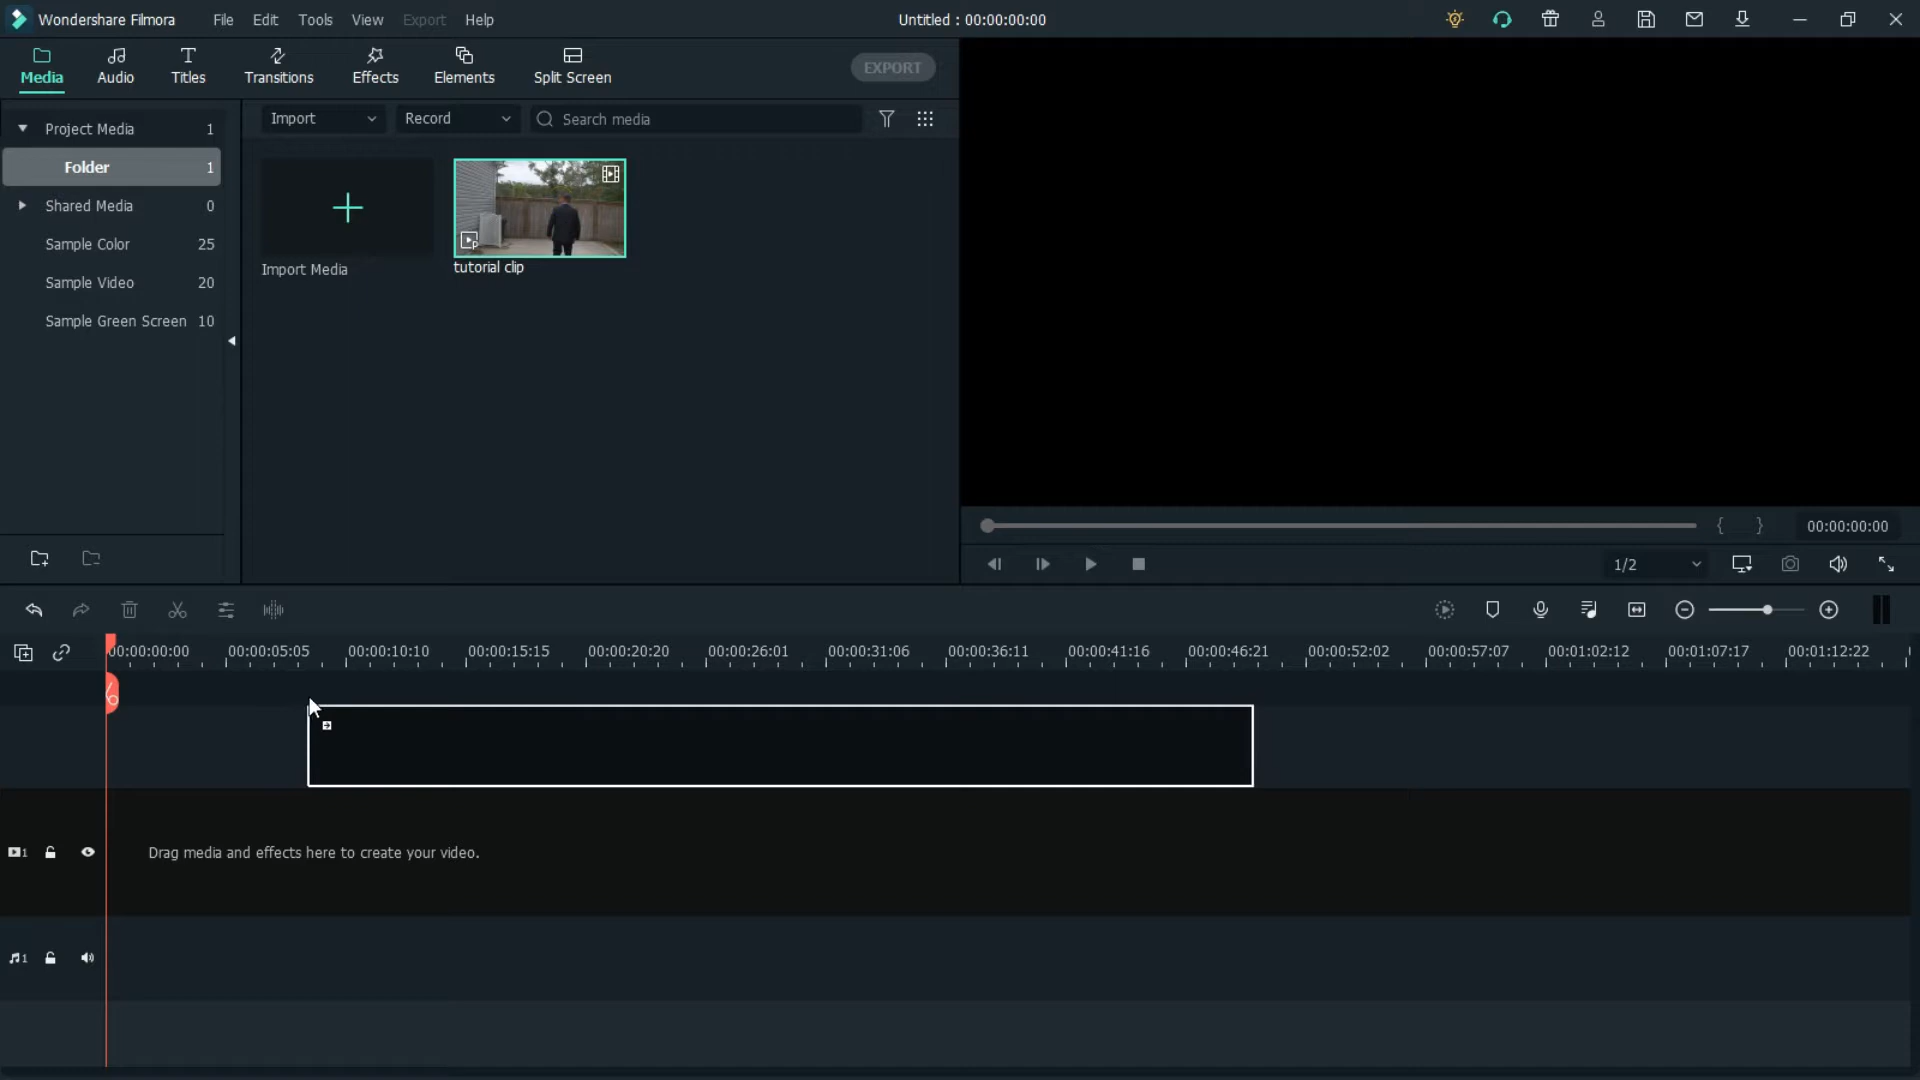 Wondershare Filmora File Edit Tools View Export Help Untitled : 00:00:00:00
Media Audio Titles Transitions Effects Elements Split Screen EXPORT
Project Media 1
Folder 1
Shared Media 0
Sample Color 25
Sample Video 20
Sample Green Screen 10
Import Record Search media
Import Media
tutorial clip
00:00:00:00
1/2
00:00:00:00 00:00:05:05 00:00:10:10 00:00:15:15 00:00:20:20 00:00:26:01 00:00:31:06 00:00:36:11 00:00:41:16 00:00:46:21 00:00:52:02 00:00:57:07 00:01:02:12 00:01:07:17 00:01:12:22
1 Drag media and effects here to create your video.
1